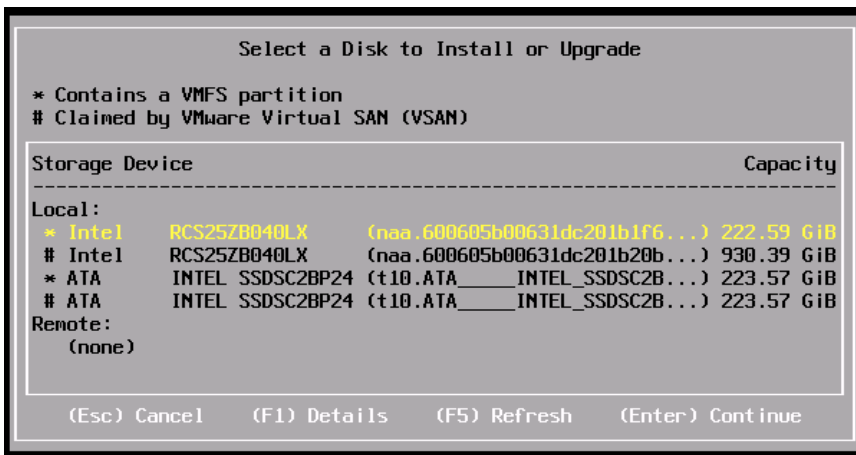 Select a Disk to Install or Upgrade
* Contains a VMFS partition
# Claimed by VMware Virtual SAN (VSAN)
Storage Device Capacity
--------------------------------------------------------------------------------
Local:
* Intel RCS25ZB040LX (naa.600605b00631dc201b1f6...) 222.59 GiB
# Intel RCS25ZB040LX (naa.600605b00631dc201b20b...) 930.39 GiB
* ATA INTEL SSDSC2BP24 (t10.ATA_____INTEL_SSDSC2B...) 223.57 GiB
# ATA INTEL SSDSC2BP24 (t10.ATA_____INTEL_SSDSC2B...) 223.57 GiB
Remote:
(none)
(Esc) Cancel (F1) Details (F5) Refresh (Enter) Continue